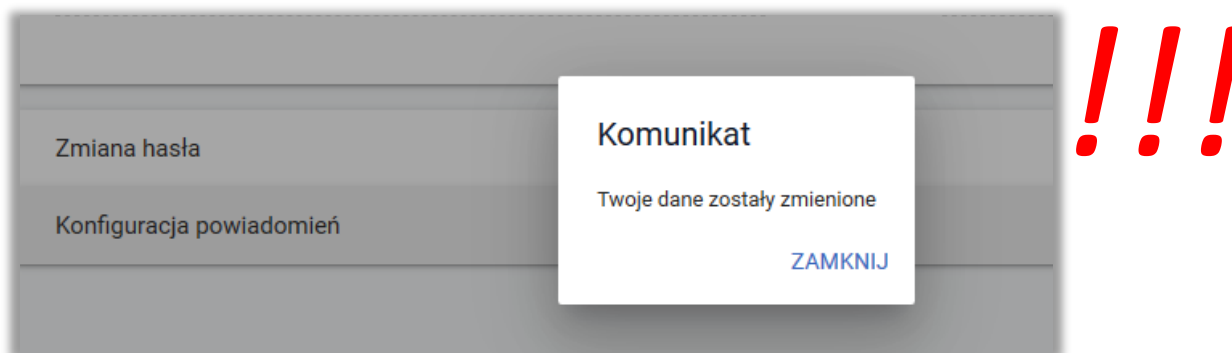 !!!
Komunikat
Zmiana hasła
Twoje dane zostały zmienione
Konfiguracja powiadomień
ZAMKNIJ